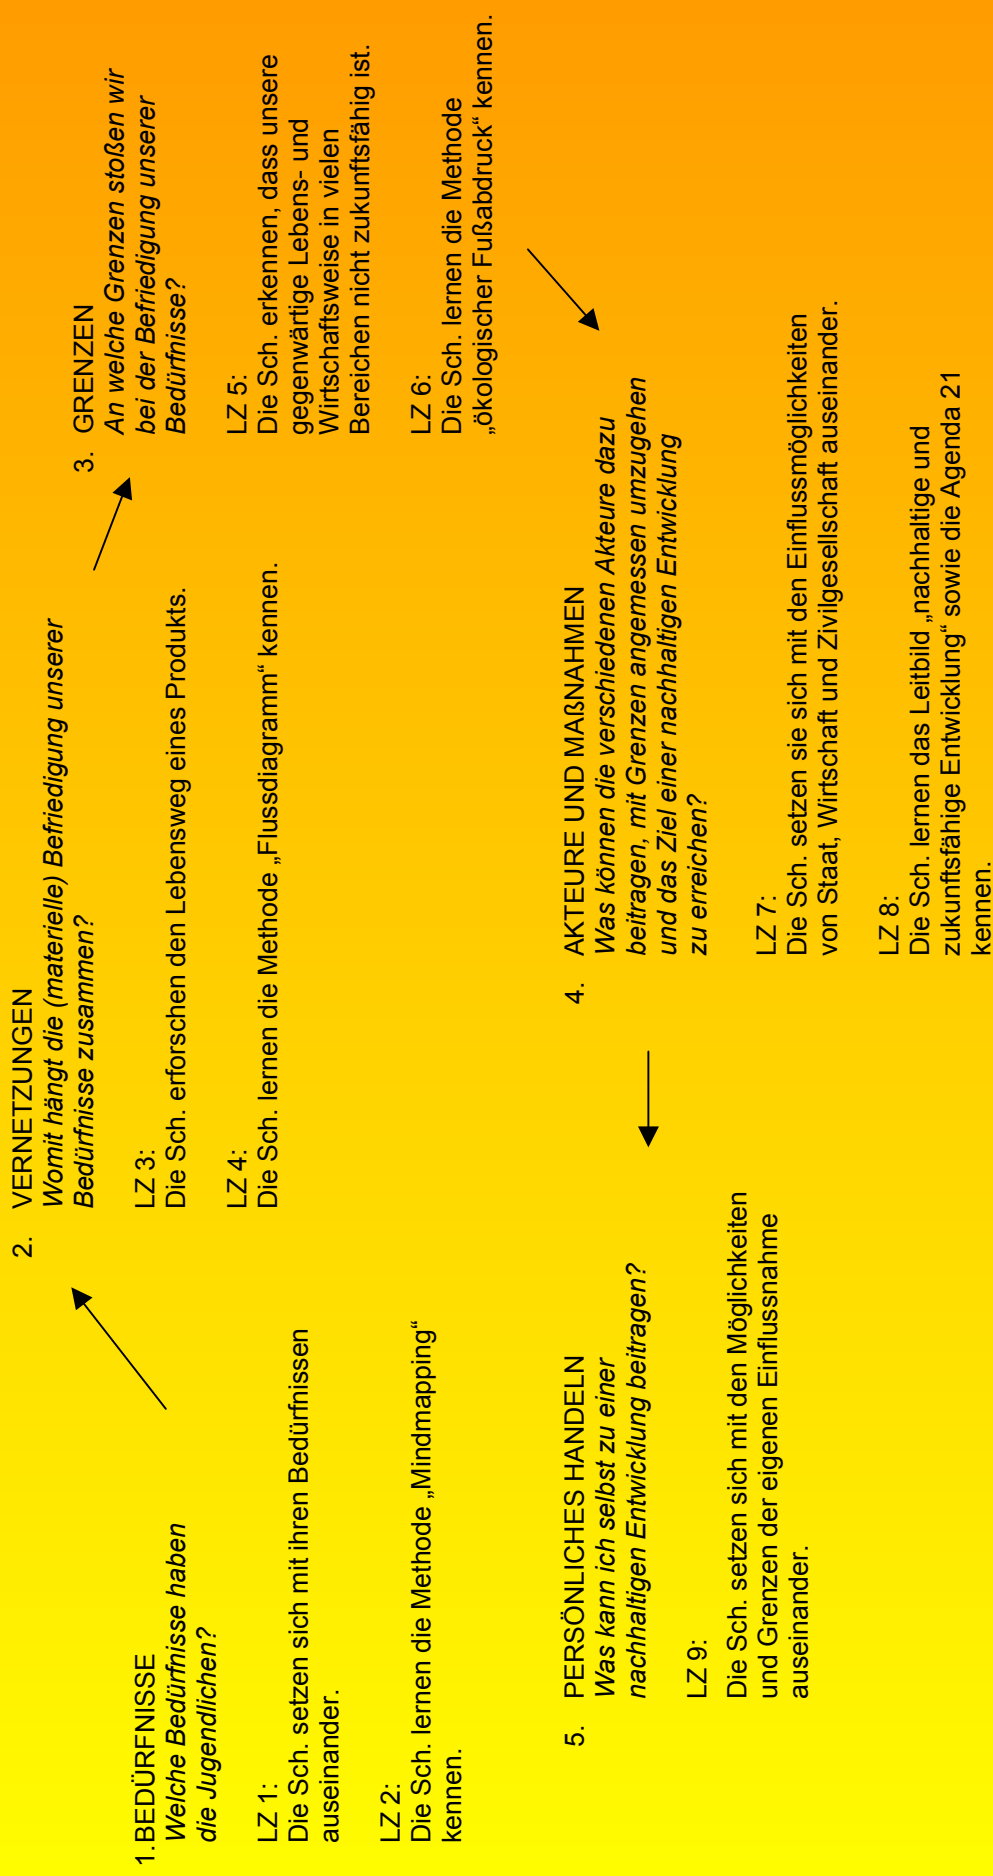 1. BEDÜRFNISSE
Welche Bedürfnisse haben
die Jugendlichen?
LZ 1:
Die Sch. setzen sich mit ihren Bedürfnissen
auseinander.
LZ 2:
Die Sch. lernen die Methode „Mindmapping“
kennen.
2. VERNETZUNGEN
Womit hängt die (materielle) Befriedigung unserer
Bedürfnisse zusammen?
LZ 3:
Die Sch. erforschen den Lebensweg eines Produkts.
LZ 4:
Die Sch. lernen die Methode „Flussdiagramm“ kennen.
3. GRENZEN
An welche Grenzen stoßen wir
bei der Befriedigung unserer
Bedürfnisse?
LZ 5:
Die Sch. erkennen, dass unsere
gegenwärtige Lebens- und
Wirtschaftsweise in vielen
Bereichen nicht zukunftsfähig ist.
LZ 6:
Die Sch. lernen die Methode
„ökologischer Fußabdruck“ kennen.
4. AKTEURE UND MAßNAHMEN
Was können die verschiedenen Akteure dazu
beitragen, mit Grenzen angemessen umzugehen
und das Ziel einer nachhaltigen Entwicklung
zu erreichen?
LZ 7:
Die Sch. setzen sie sich mit den Einflussmöglichkeiten
von Staat, Wirtschaft und Zivilgesellschaft auseinander.
LZ 8:
Die Sch. lernen das Leitbild „nachhaltige und
zukunftsfähige Entwicklung“ sowie die Agenda 21
kennen.
5. PERSÖNLICHES HANDELN
Was kann ich selbst zu einer
nachhaltigen Entwicklung beitragen?
LZ 9:
Die Sch. setzen sich mit den Möglichkeiten
und Grenzen der eigenen Einflussnahme
auseinander.